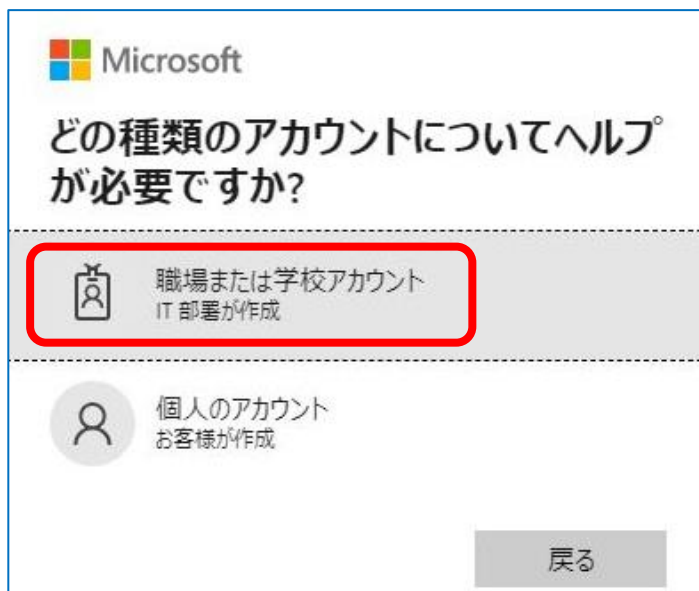 Microsoft
どの種類のアカウントについてヘルプ
が必要ですか?
職場または学校アカウント
IT 部署が作成
個人のアカウント
お客様が作成
戻る